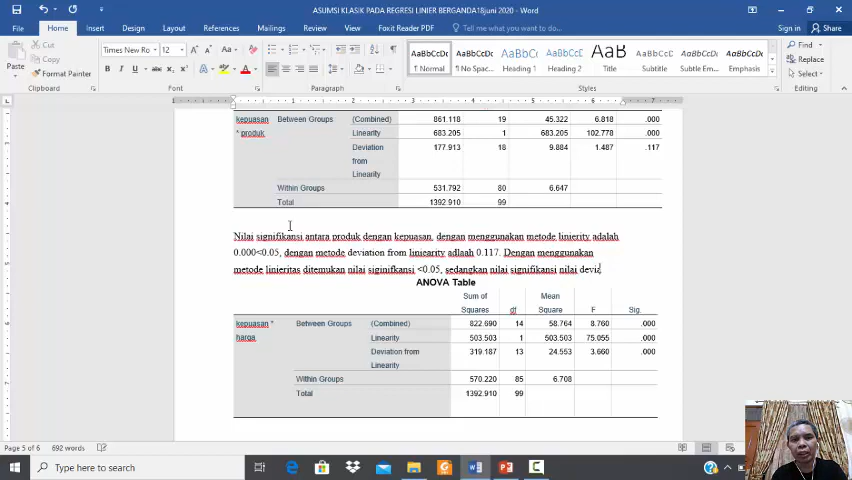 ASUMSI KLASIK PADA REGRESI LINIER BERGANDA18juni 2020 - Word
Sign in Share
File Home Insert Design Layout References Mailings Review View Foxit Reader PDF Tell me what you want to do
Cut
Copy
Paste
Format Painter
Clipboard
Times New Ro 12
Font
Paragraph
AaBbCcDc AaBbCcDc AaBbCc AaBbCcC AaBb AaBbCcC AaBbCcDt AaBbCcDt
¶ Normal ¶ No Spac... Heading 1 Heading 2 Title Subtitle Subtle Em... Emphasis
Styles
Find
Replace
Select
Editing
kepuasan Between Groups (Combined) 861.118 19 45.322 6.818 .000
* produk Linearity 683.205 1 683.205 102.778 .000
Deviation 177.913 18 9.884 1.487 .117
from
Linearity
Within Groups 531.792 80 6.647
Total 1392.910 99
Nilai signifikansi antara produk dengan kepuasan, dengan menggunakan metode linierity adalah
0.000<0.05, dengan metode deviation from liniearity adlaah 0.117. Dengan menggunakan
metode linieritas ditemukan nilai siginifkansi <0.05, sedangkan nilai signifikansi nilai deviz
ANOVA Table
Sum of Mean
Squares df Square F Sig.
kepuasan * Between Groups (Combined) 822.690 14 58.764 8.760 .000
harga Linearity 503.503 1 503.503 75.055 .000
Deviation from 319.187 13 24.553 3.660 .000
Linearity
Within Groups 570.220 85 6.708
Total 1392.910 99
Page 5 of 6 692 words
Type here to search